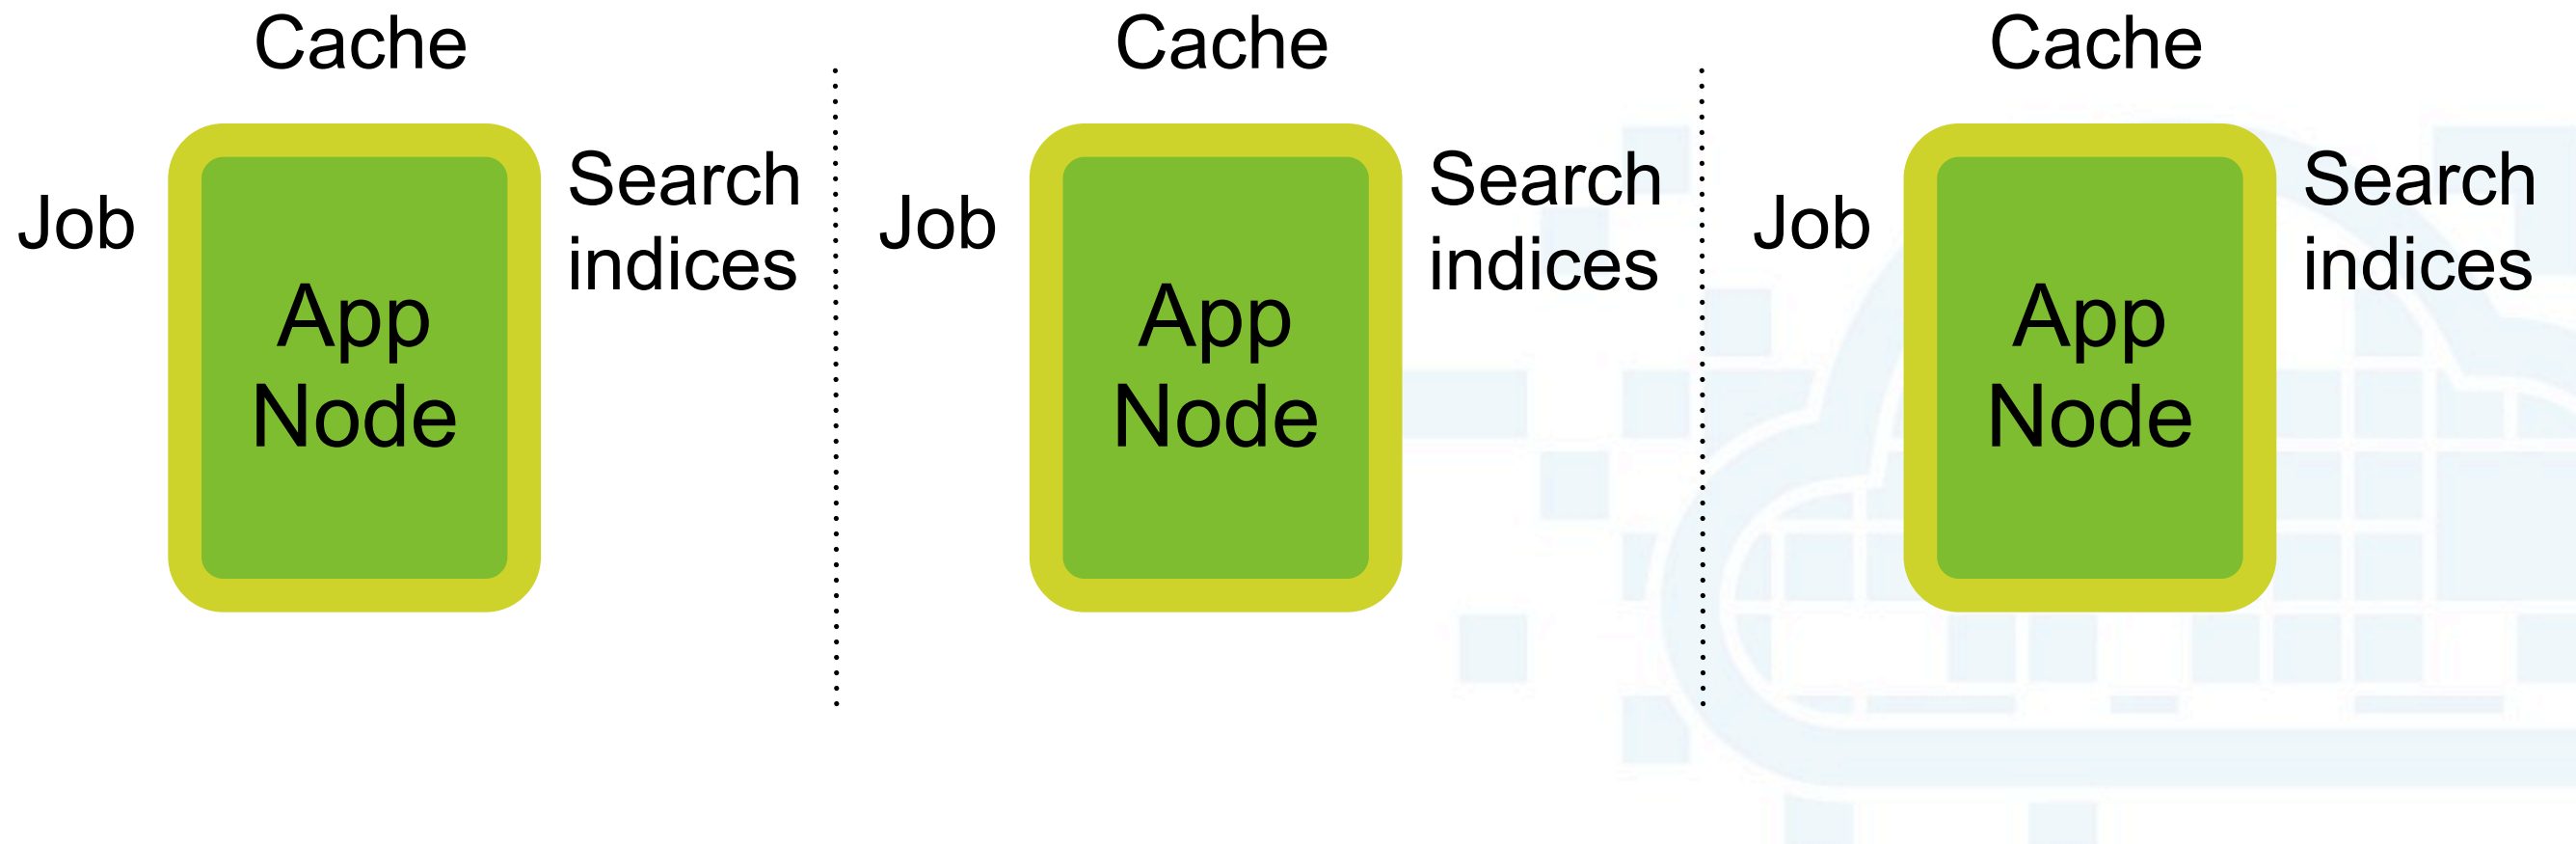 Cache
Job
Search
indices
App
Node
Cache
Job
Search
indices
App
Node
Cache
Job
Search
indices
App
Node